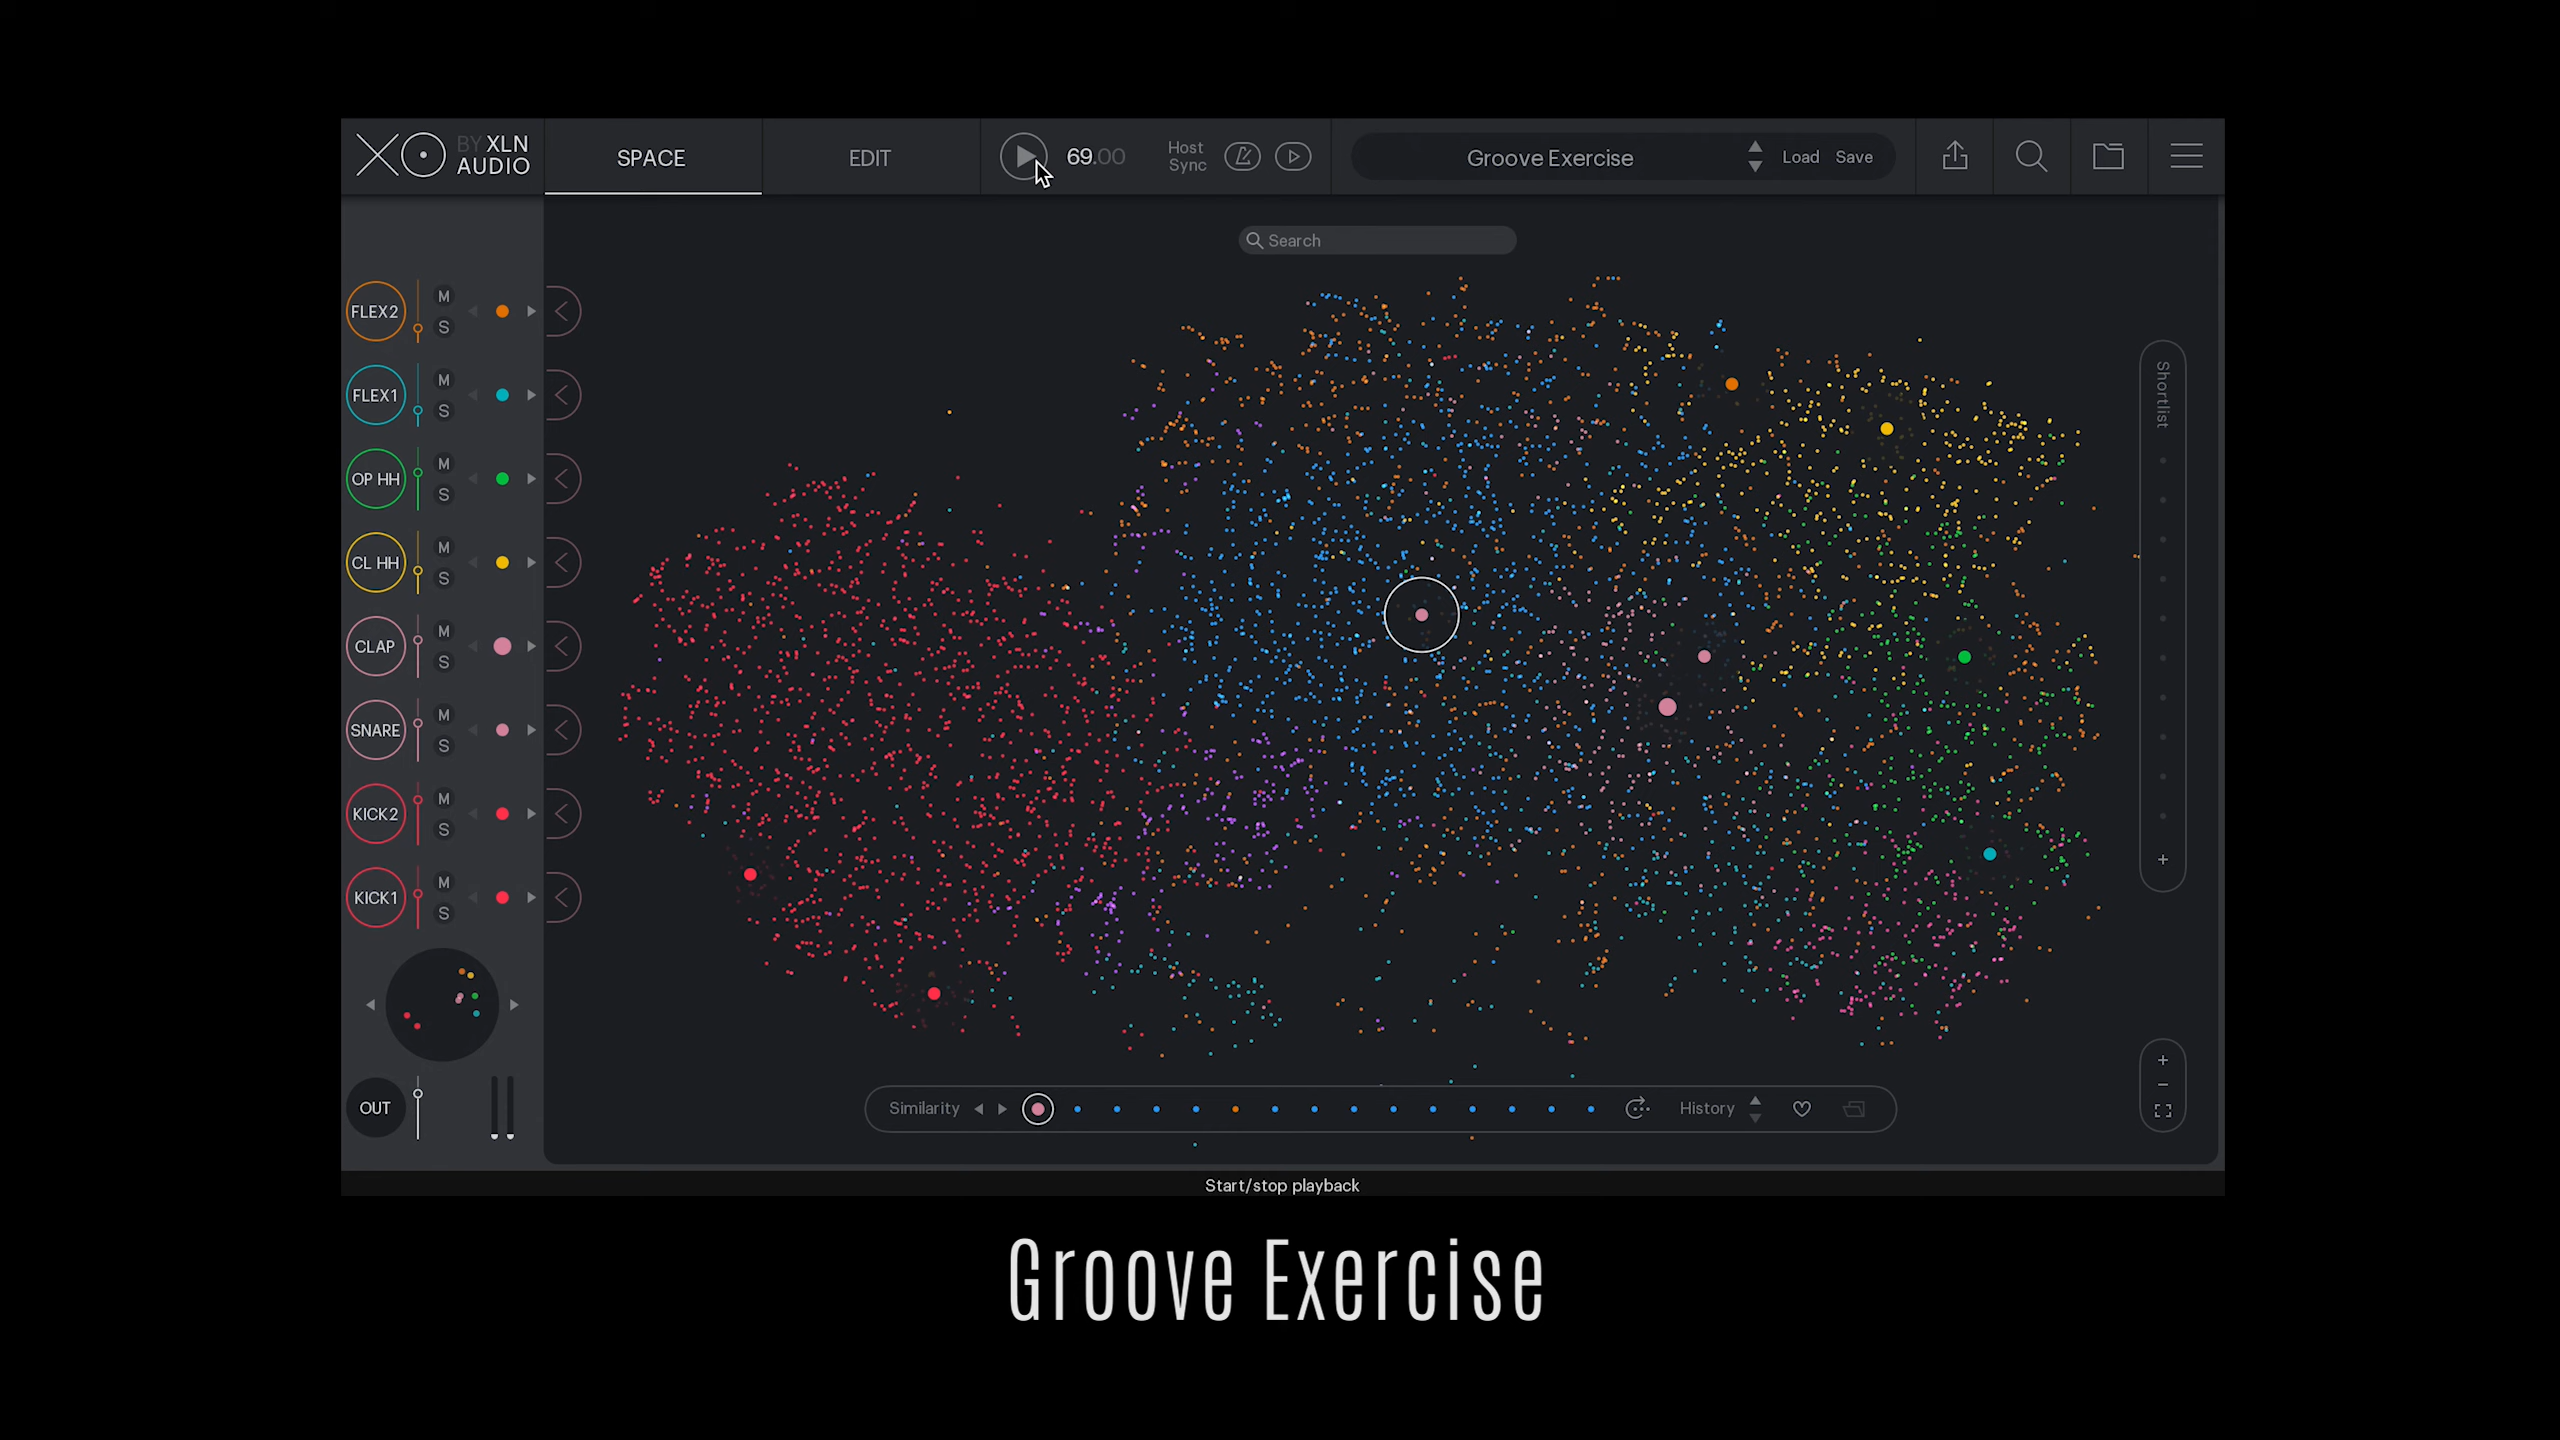 BY XLN
AUDIO
SPACE
EDIT
69.00
Host
Sync
Groove Exercise
Load
Save
Search
FLEX2
M
S
FLEX1
M
S
OP HH
M
S
CL HH
M
S
CLAP
M
S
SNARE
M
S
KICK2
M
S
KICK1
M
S
Shortlist
OUT
Similarity
History
Start/stop playback
Groove Exercise